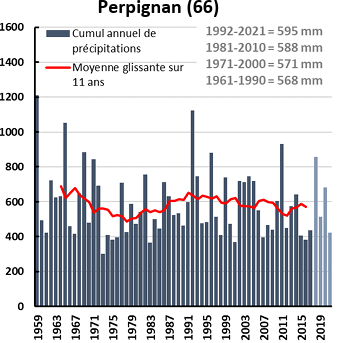 Perpignan (66)
Cumul annuel de
précipitations
Moyenne glissante sur
11 ans
1992-2021 = 595 mm
1981-2010 = 588 mm
1971-2000 = 571 mm
1961-1990 = 568 mm
1600
1400
1200
1000
800
600
400
200
0
1959
1963
1967
1971
1975
1979
1983
1987
1991
1995
1999
2003
2007
2011
2015
2019